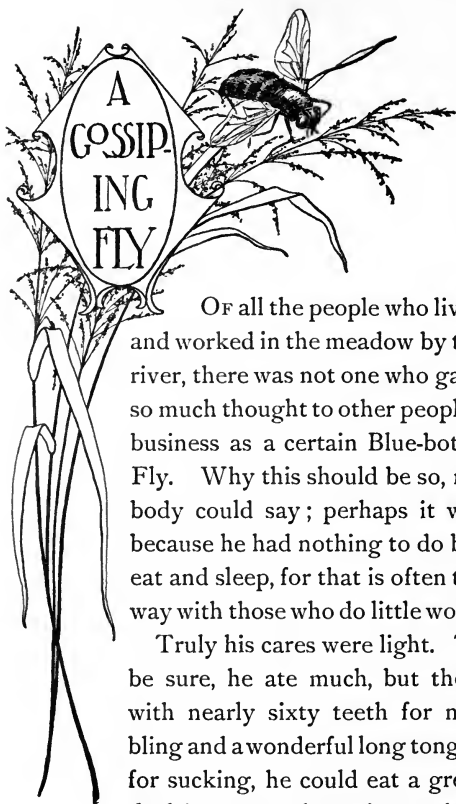 A
GOSSIP-
ING
FLY
OF all the people who liv
and worked in the meadow by t
river, there was not one who ga
so much thought to other peopl
business as a certain Blue-bot
Fly. Why this should be so, n
body could say; perhaps it w
because he had nothing to do b
eat and sleep, for that is often t
way with those who do little wo
Truly his cares were light. T
be sure, he ate much, but the
with nearly sixty teeth for n
bling and a wonderful long tong
for sucking, he could eat a gre